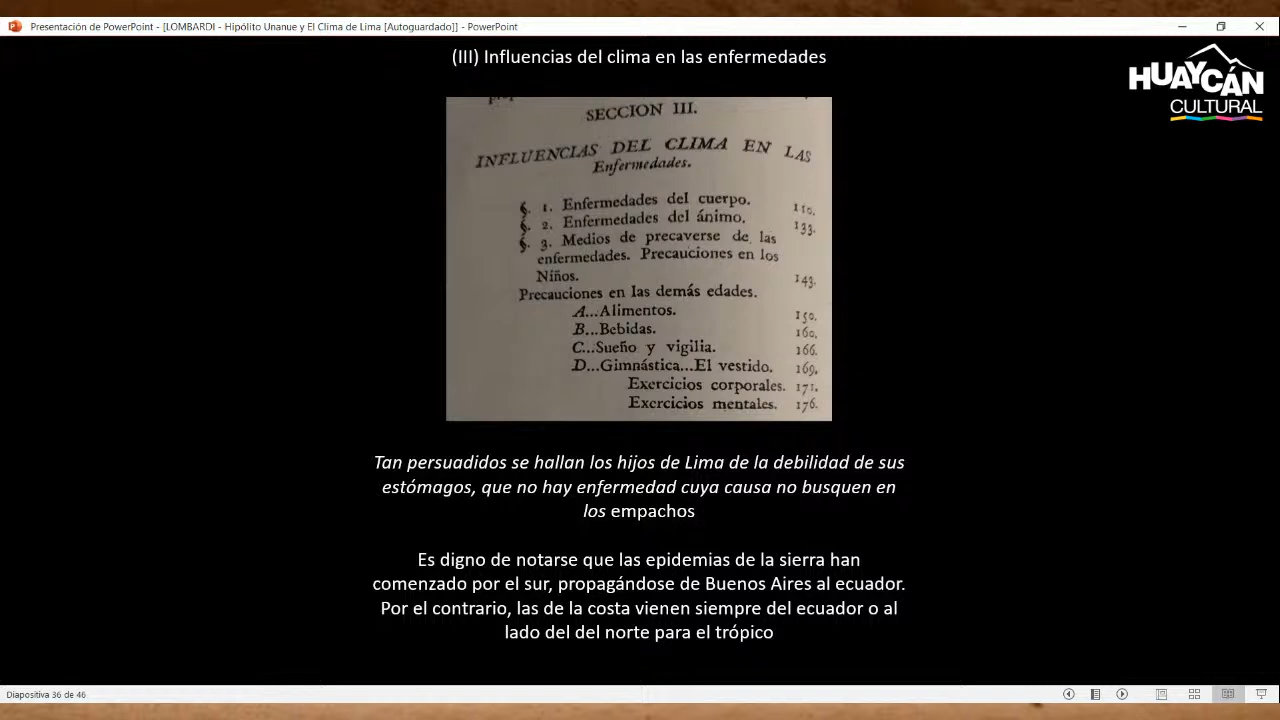 Presentación de PowerPoint - [LOMBARDI - Hipólito Unanue y El Clima de Lima [Autoguardado]] - PowerPoint
(III) Influencias del clima en las enfermedades
HUAYCÁN
CULTURAL
SECCION III.
INFLUENCIAS DEL CLIMA EN LAS
Enfermedades.
§. 1. Enfermedades del cuerpo. 110.
§. 2. Enfermedades del ánimo. 133.
§. 3. Medios de precaverse de las
enfermedades. Precauciones en los
Niños. 143.
Precauciones en las demás edades.
A...Alimentos. 150.
B...Bebidas. 160.
C...Sueño y vigilia. 166.
D...Gimnástica...El vestido. 169.
Exercicios corporales. 171.
Exercicios mentales. 176.
Tan persuadidos se hallan los hijos de Lima de la debilidad de sus
estómagos, que no hay enfermedad cuya causa no busquen en
los empachos
Es digno de notarse que las epidemias de la sierra han
comenzado por el sur, propagándose de Buenos Aires al ecuador.
Por el contrario, las de la costa vienen siempre del ecuador o al
lado del del norte para el trópico
Diapositiva 36 de 46